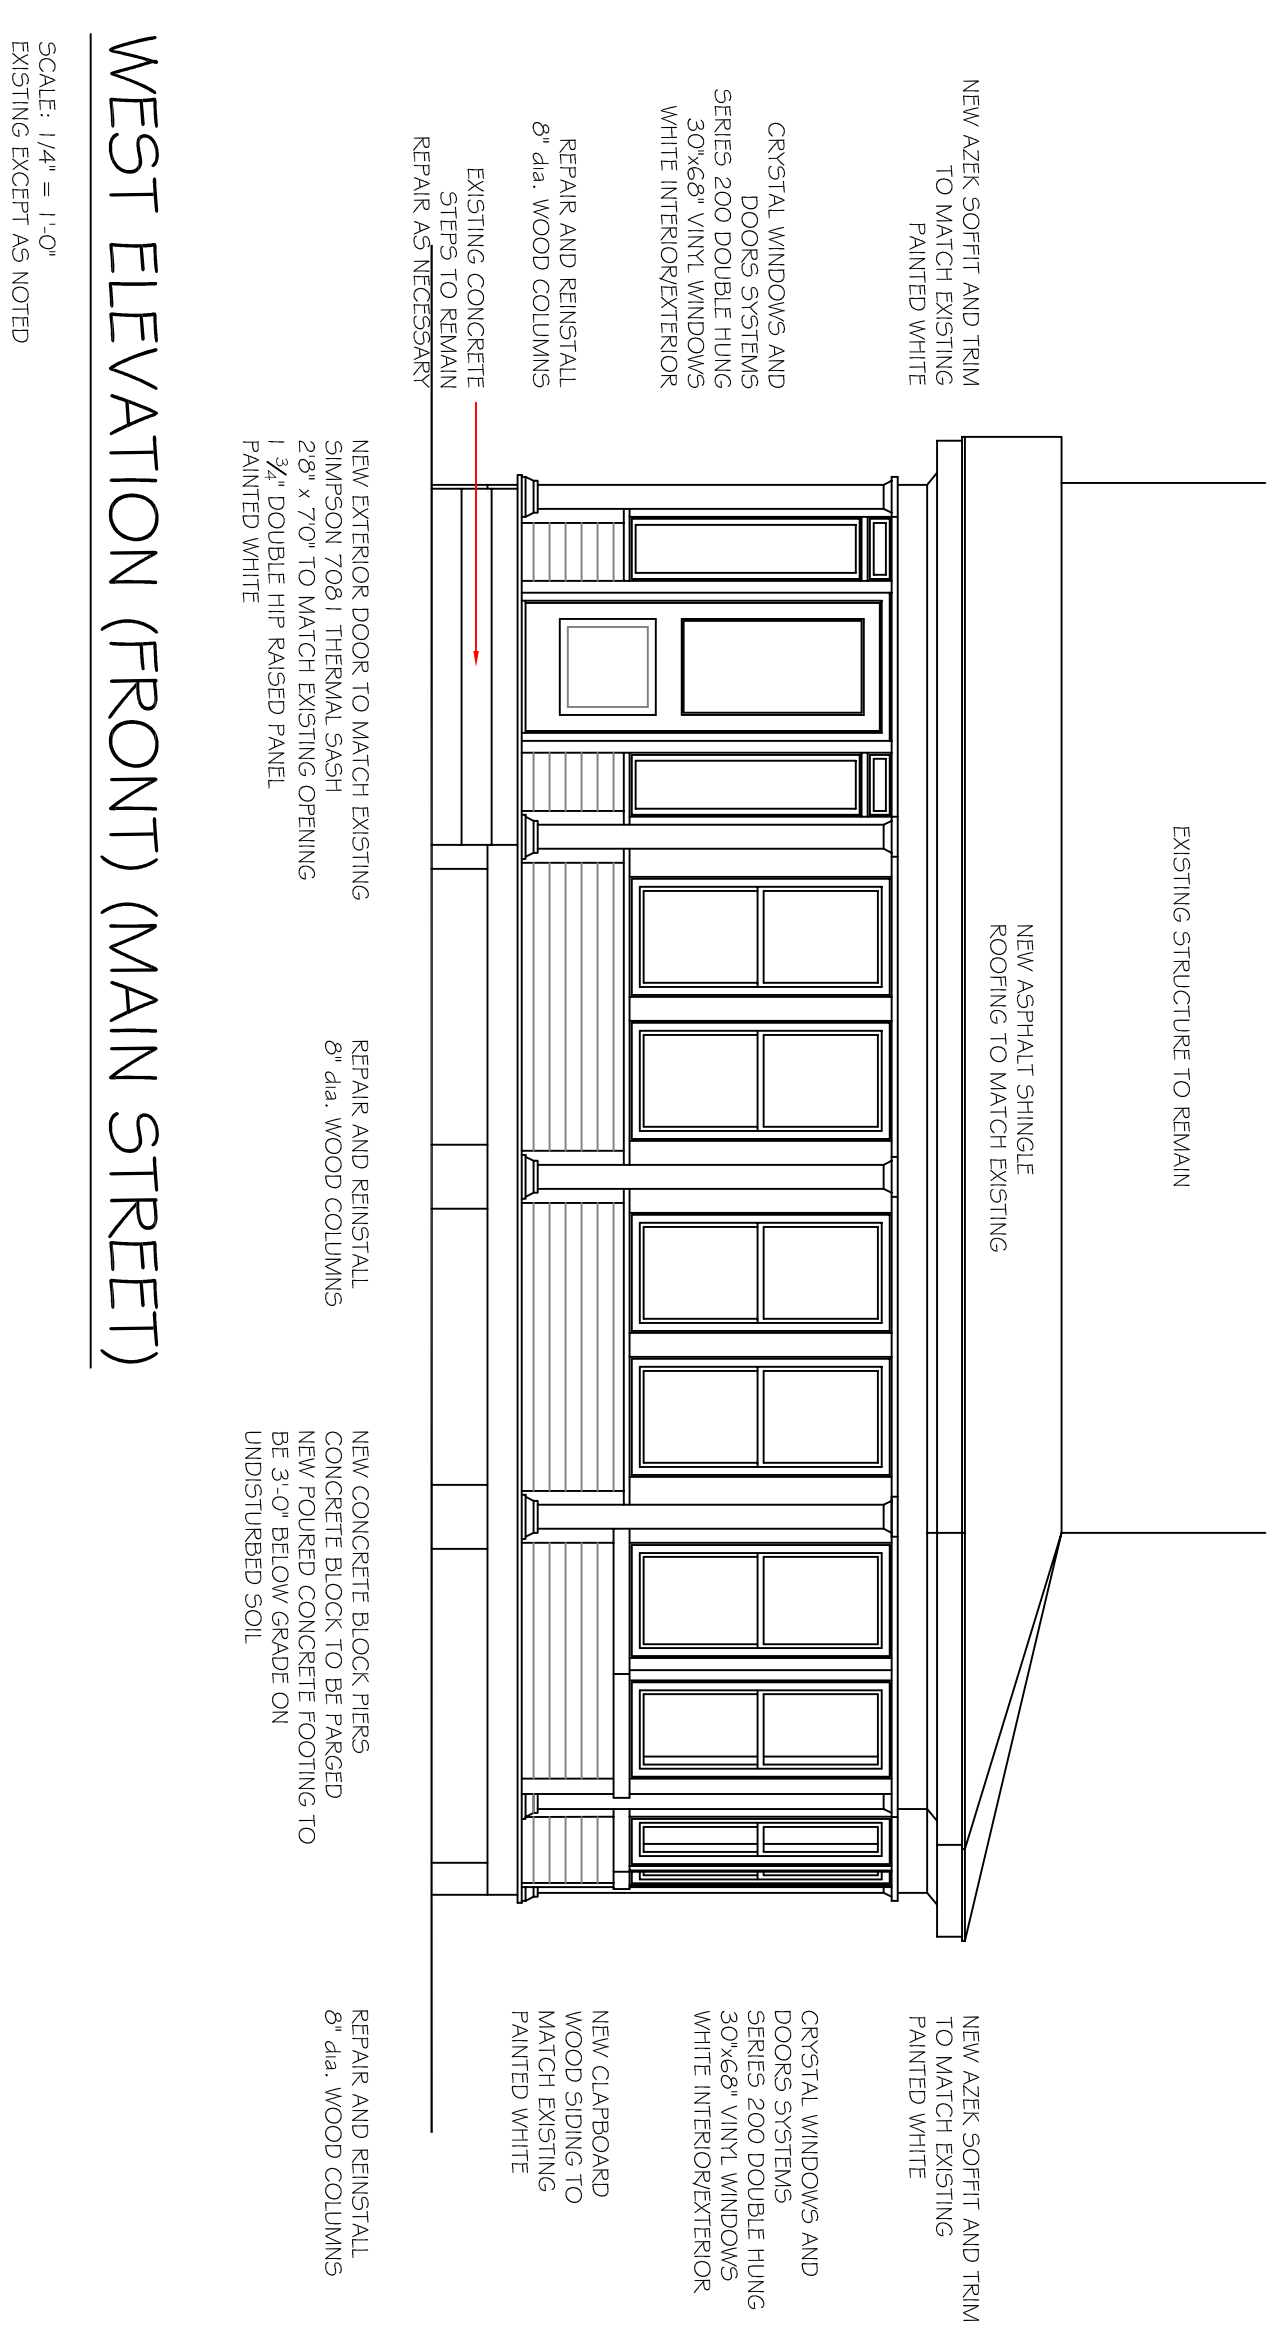 EXISTING STRUCTURE TO REMAIN
NEW ASPHALT SHINGLE
ROOFING TO MATCH EXISTING
NEW AZEK SOFFIT AND TRIM
TO MATCH EXISTING
PAINTED WHITE
NEW AZEK SOFFIT AND TRIM
TO MATCH EXISTING
PAINTED WHITE
CRYSTAL WINDOWS AND
DOORS SYSTEMS
SERIES 200 DOUBLE HUNG
30"x68" VINYL WINDOWS
WHITE INTERIOR/EXTERIOR
CRYSTAL WINDOWS AND
DOORS SYSTEMS
SERIES 200 DOUBLE HUNG
30"x68" VINYL WINDOWS
WHITE INTERIOR/EXTERIOR
REPAIR AND REINSTALL
8" dia. WOOD COLUMNS
NEW CLAPBOARD
WOOD SIDING TO
MATCH EXISTING
PAINTED WHITE
EXISTING CONCRETE
STEPS TO REMAIN
REPAIR AS NECESSARY
NEW EXTERIOR DOOR TO MATCH EXISTING
SIMPSON 7081 THERMAL SASH
2'8" x 7'0" TO MATCH EXISTING OPENING
1 ¾" DOUBLE HIP RAISED PANEL
PAINTED WHITE
REPAIR AND REINSTALL
8" dia. WOOD COLUMNS
NEW CONCRETE BLOCK PIERS
CONCRETE BLOCK TO BE PARGED
NEW POURED CONCRETE FOOTING TO
BE 3'-0" BELOW GRADE ON
UNDISTURBED SOIL
REPAIR AND REINSTALL
8" dia. WOOD COLUMNS
WEST ELEVATION (FRONT) (MAIN STREET)
SCALE: 1/4" = 1'-0"
EXISTING EXCEPT AS NOTED